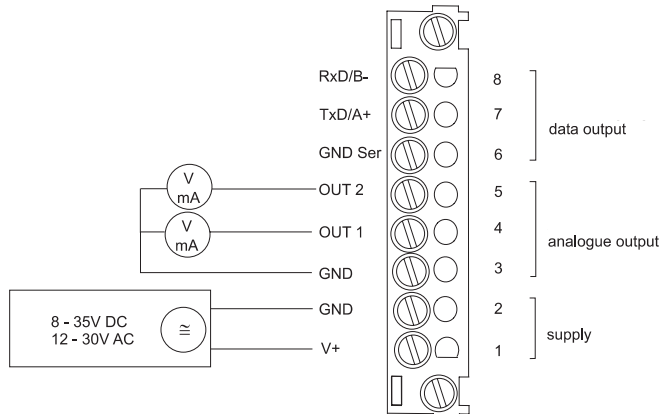 RxD/B- 8
TxD/A+ 7
data output
GND Ser 6
V
mA
OUT 2 5
V
mA
OUT 1 4
analogue output
GND 3
GND 2
8 - 35V DC
12 - 30V AC
≅
supply
V+ 1